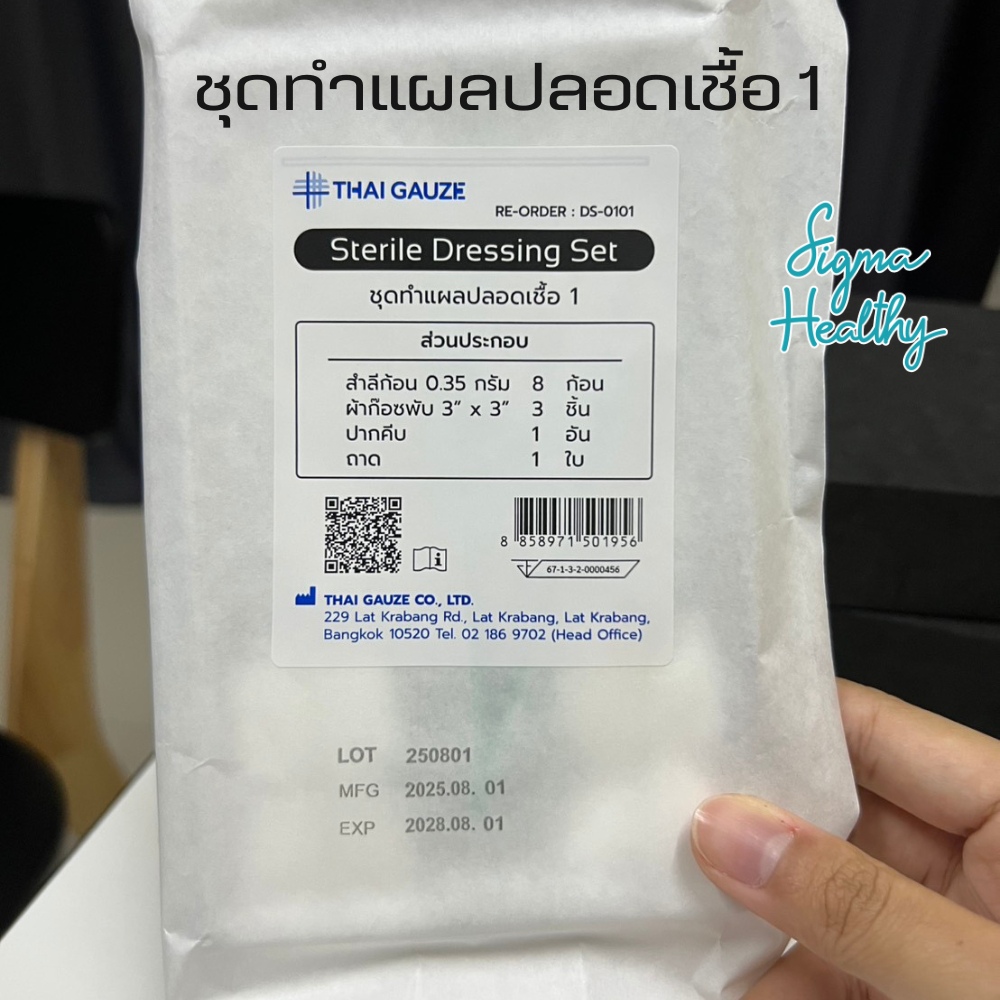 ชุดทำแผลปลอดเชื้อ 1
THAI GAUZE
RE-ORDER : DS-0101
Sterile Dressing Set
ชุดทำแผลปลอดเชื้อ 1
Sigma
Healthy
ส่วนประกอบ
สำลีก้อน 0.35 กรัม 8 ก้อน
ผ้าก๊อซพับ 3” x 3” 3 ชิ้น
ปากคีบ 1 อัน
ถาด 1 ใบ
8 858971 501956
67-1-3-2-0000456
THAI GAUZE CO., LTD.
229 Lat Krabang Rd., Lat Krabang, Lat Krabang,
Bangkok 10520 Tel. 02 186 9702 (Head Office)
LOT 250801
MFG 2025.08. 01
EXP 2028.08. 01